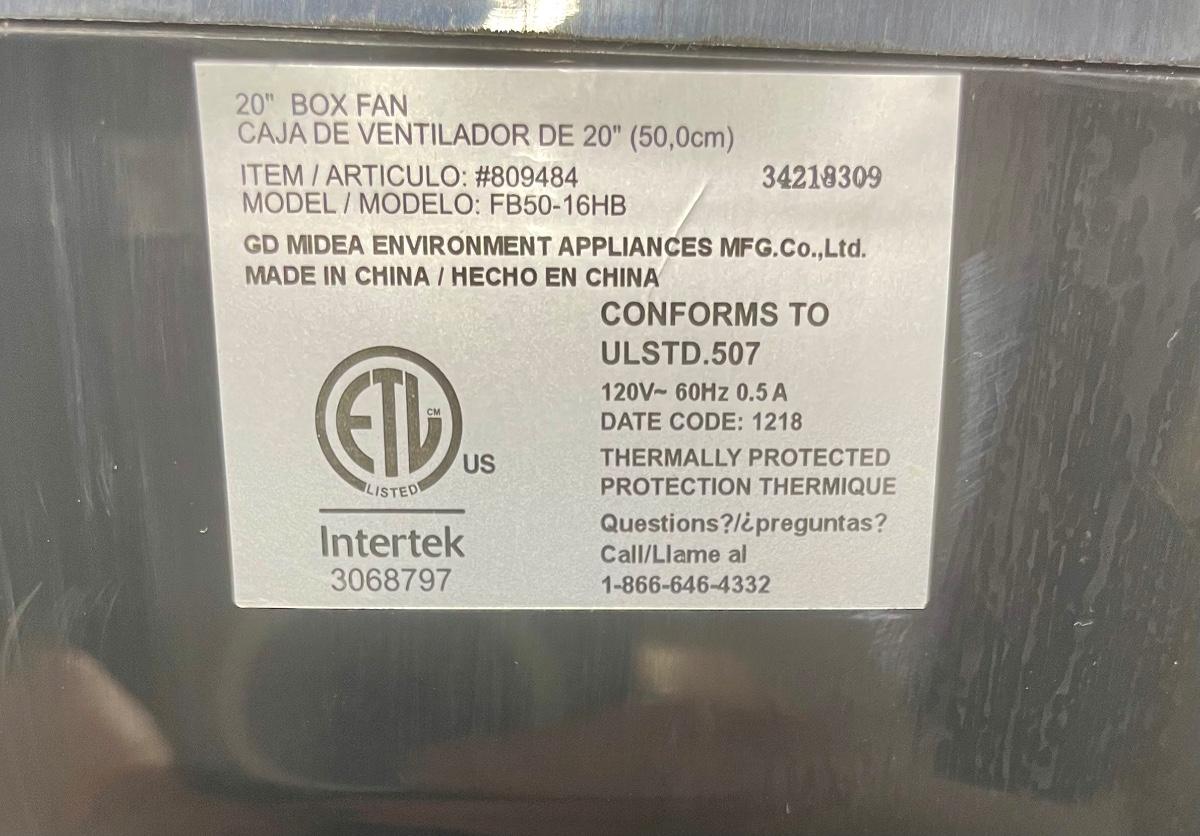 20" BOX FAN
CAJA DE VENTILADOR DE 20" (50,0cm)
ITEM / ARTICULO: #809484
34218309
MODEL / MODELO: FB50-16HB
GD MIDEA ENVIRONMENT APPLIANCES MFG.Co.,Ltd.
MADE IN CHINA / HECHO EN CHINA
CONFORMS TO
ULSTD.507
120V~ 60Hz 0.5 A
DATE CODE: 1218
THERMALLY PROTECTED
PROTECTION THERMIQUE
Questions?/¿preguntas?
Call/Llame al
1-866-646-4332
ETL CM
LISTED
US
Intertek
3068797